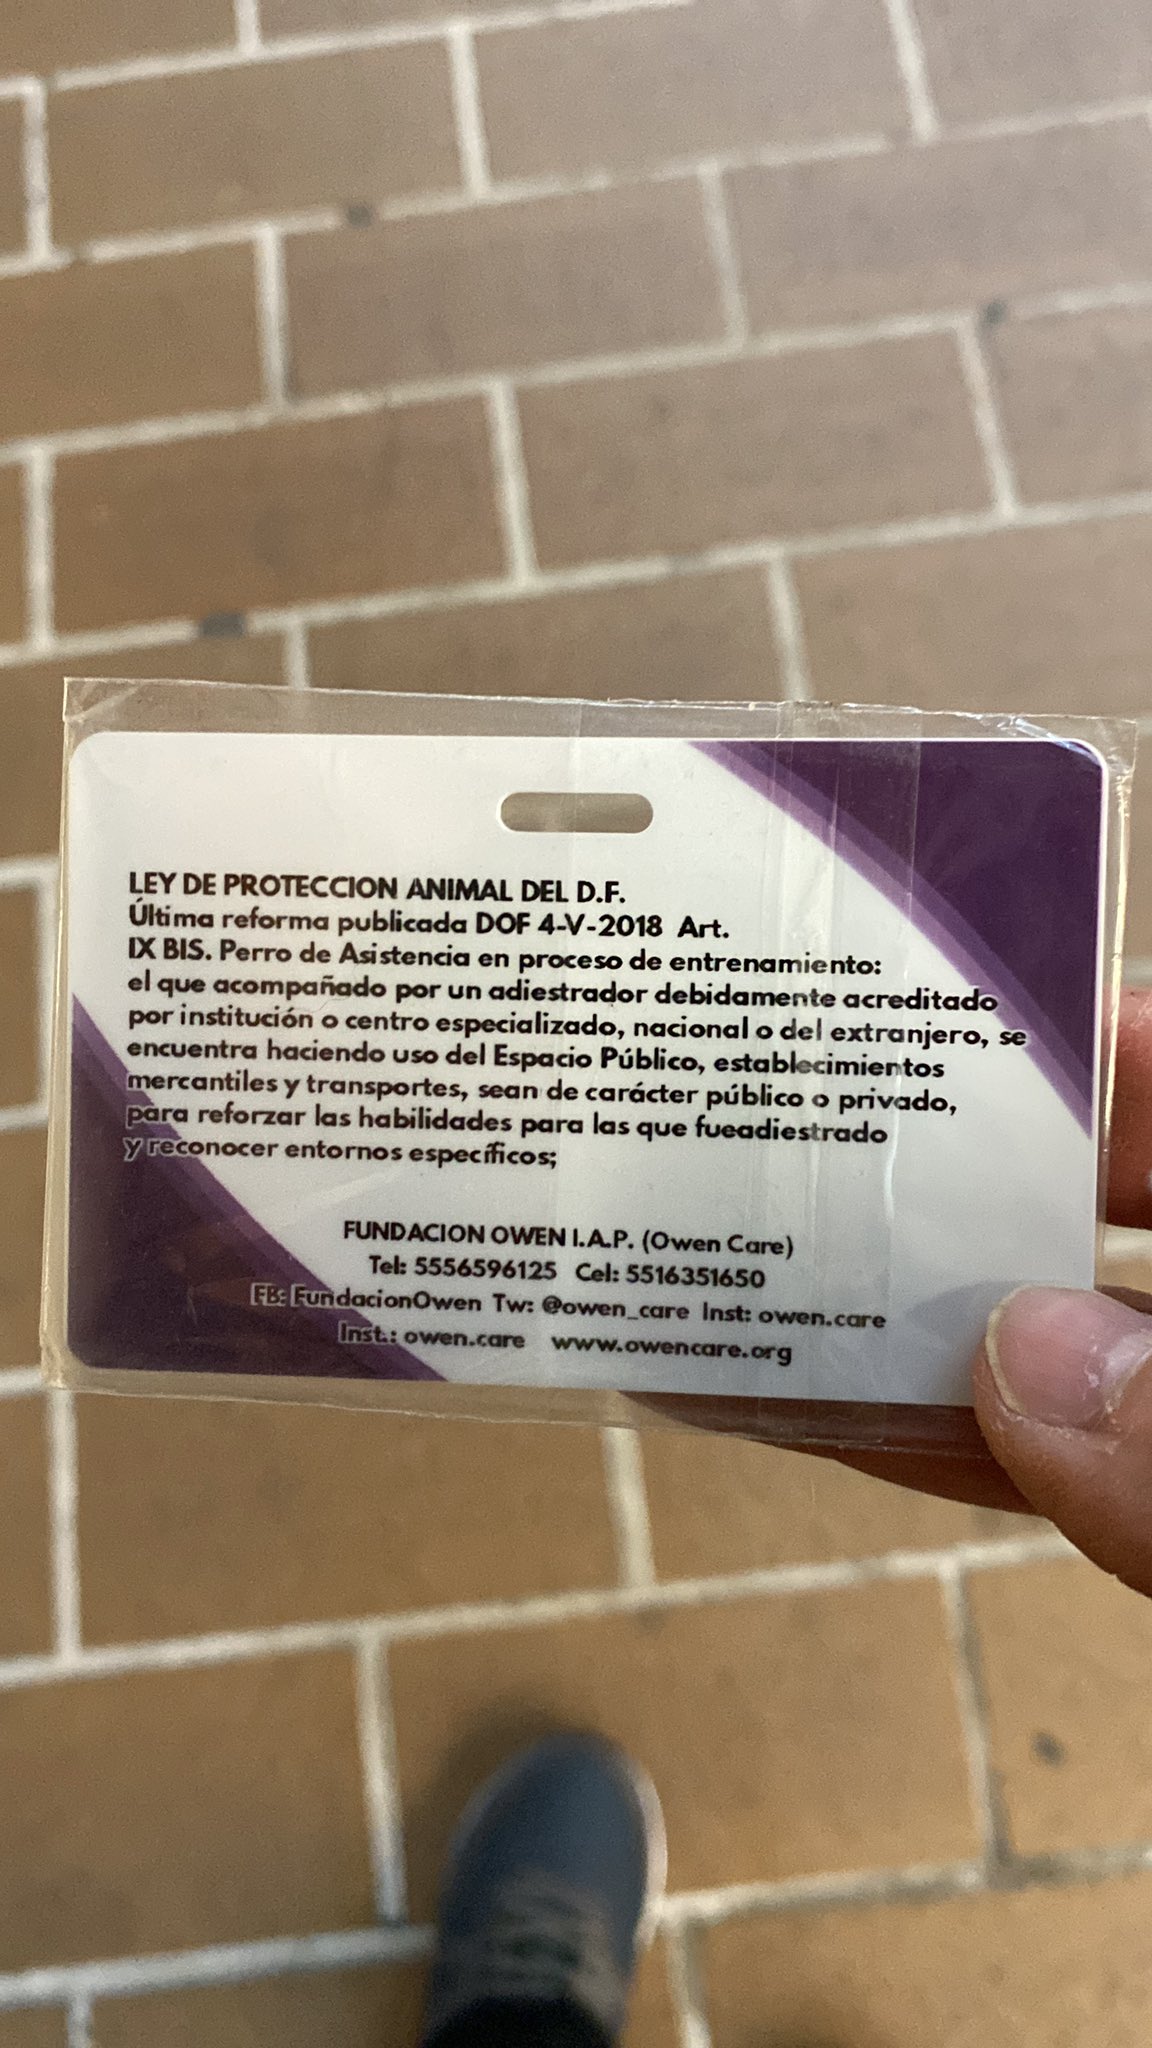 LEY DE PROTECCION ANIMAL DEL D.F.
Última reforma publicada DOF 4-V-2018 Art.
IX BIS. Perro de Asistencia en proceso de entrenamiento:
el que acompañado por un adiestrador debidamente acreditado
por institución o centro especializado, nacional o del extranjero, se
encuentra haciendo uso del Espacio Público, establecimientos
mercantiles y transportes, sean de carácter público o privado,
para reforzar las habilidades para las que fueadiestrado
y reconocer entornos específicos;
FUNDACION OWEN I.A.P. (Owen Care)
Tel: 5556596125 Cel: 5516351650
FB: FundacionOwen Tw: @owen_care Inst: owen.care
Inst.: owen.care www.owencare.org